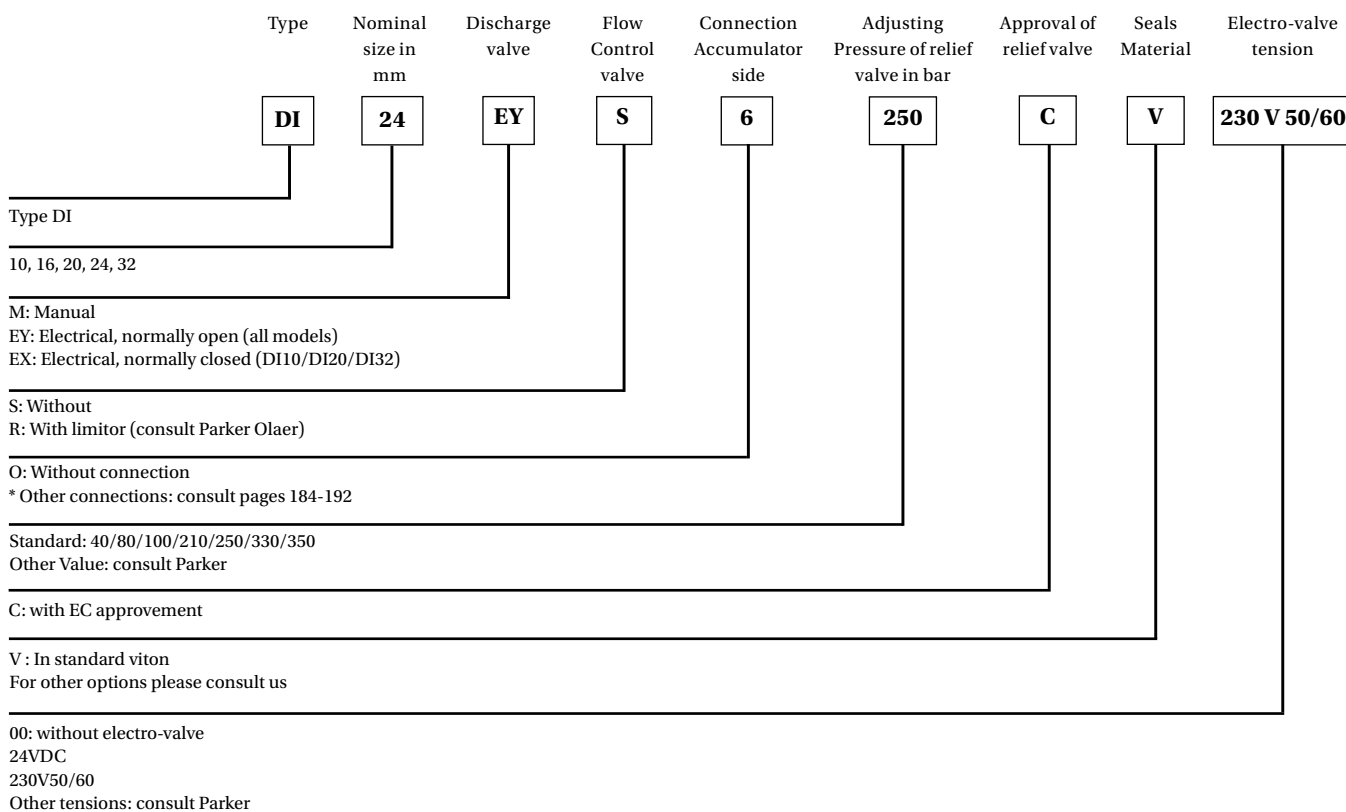 Type Nominal Discharge Flow Connection Adjusting Approval of Seals Electro-valve
size in valve Control Accumulator Pressure of relief relief valve Material tension
mm valve side valve in bar
DI 24 EY S 6 250 C V 230 V 50/60
Type DI
10, 16, 20, 24, 32
M: Manual
EY: Electrical, normally open (all models)
EX: Electrical, normally closed (DI10/DI20/DI32)
S: Without
R: With limitor (consult Parker Olaer)
O: Without connection
* Other connections: consult pages 184-192
Standard: 40/80/100/210/250/330/350
Other Value: consult Parker
C: with EC approvement
V : In standard viton
For other options please consult us
00: without electro-valve
24VDC
230V50/60
Other tensions: consult Parker